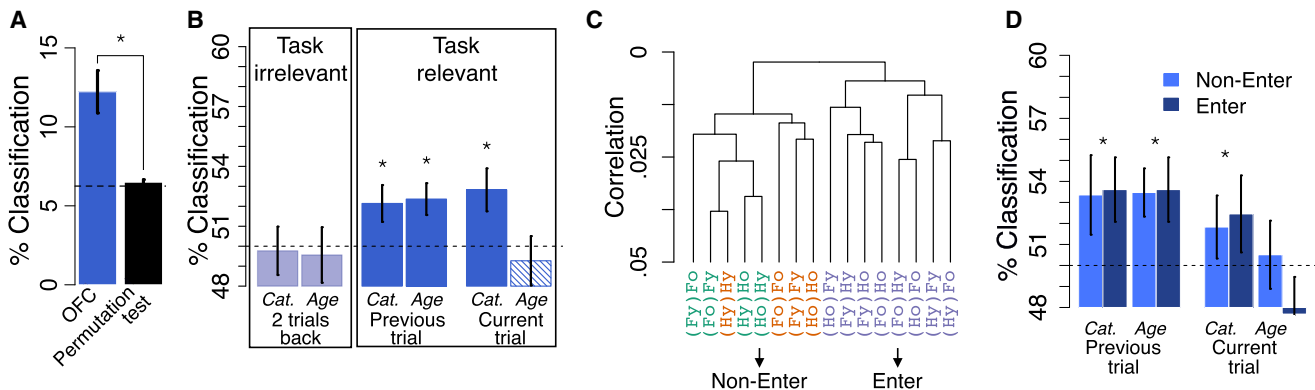 A
% Classification
15
10
5
0
*
OFC
Permutation
test
B
% Classification
60
57
54
51
48
Task
irrelevant
Task
relevant
*
*
*
Cat.
Age
2 trials
back
Cat.
Age
Previous
trial
Cat.
Age
Current
trial
C
Correlation
0
.025
.05
(Fy)Fo
(Fo)Fy
(Hy)Hy
(Hy)Ho
(Ho)Hy
(Fo)Fo
(Fy)Fy
(Ho)Ho
(Ho)Fy
(Fy)Hy
(Fy)Ho
(Fo)Ho
(Fo)Hy
(Ho)Fo
(Hy)Fy
(Hy)Fo
Non-Enter
Enter
D
% Classification
60
57
54
51
48
Non-Enter
Enter
*
*
*
Cat.
Age
Previous
trial
Cat.
Age
Current
trial